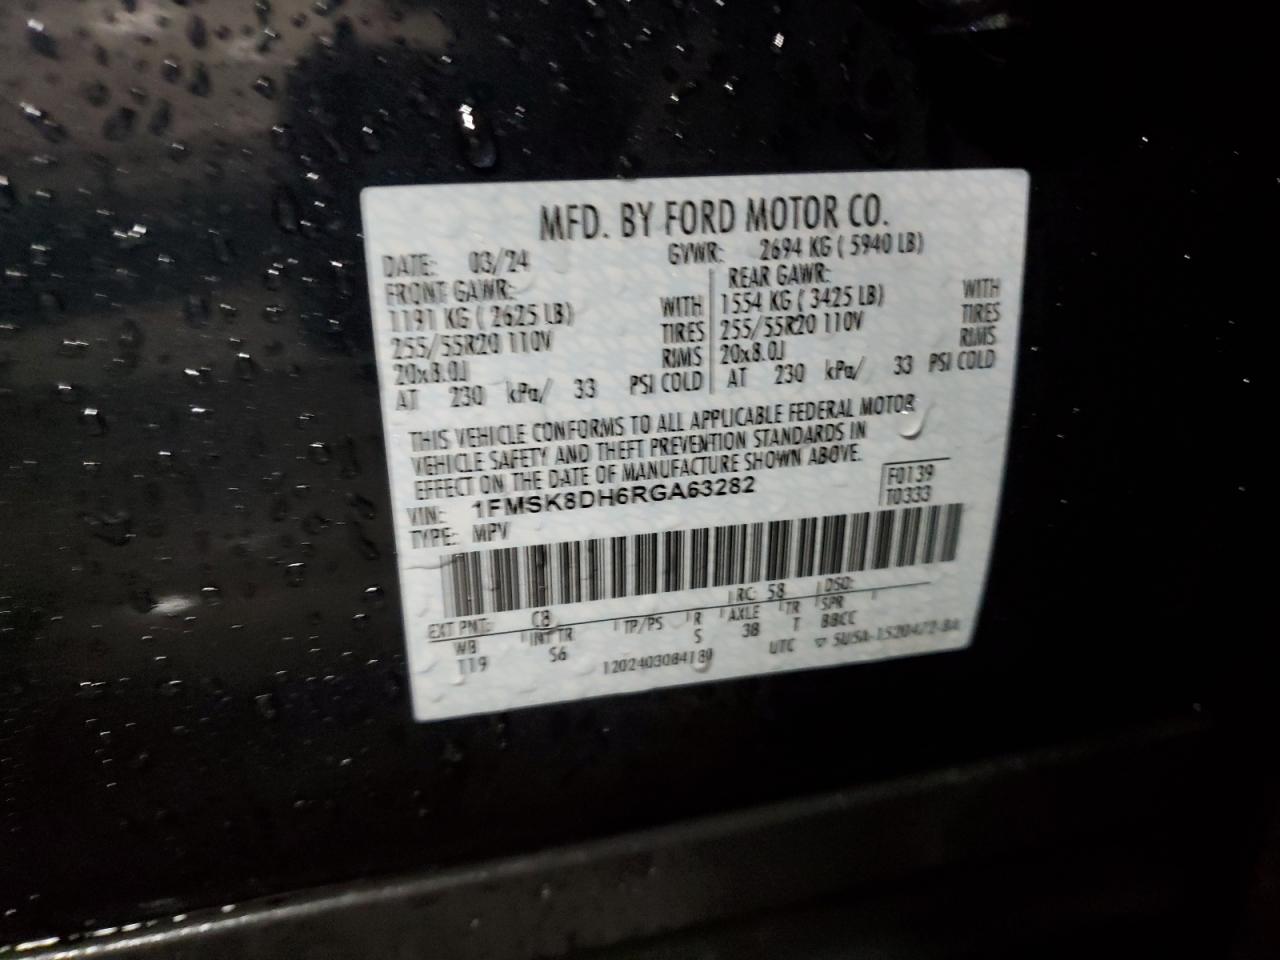 MFD. BY FORD MOTOR CO.
DATE: 03/24 GVWR: 2694 KG ( 5940 LB)
FRONT GAWR: REAR GAWR:
1191 KG ( 2625 LB) WITH 1554 KG ( 3425 LB) WITH
255/55R20 110V TIRES 255/55R20 110V TIRES
20x8.0J RIMS 20x8.0J RIMS
AT 230 kPa/ 33 PSI COLD AT 230 kPa/ 33 PSI COLD
THIS VEHICLE CONFORMS TO ALL APPLICABLE FEDERAL MOTOR
VEHICLE SAFETY AND THEFT PREVENTION STANDARDS IN
EFFECT ON THE DATE OF MANUFACTURE SHOWN ABOVE.
VIN: 1FMSK8DH6RGA63282 F0139
TYPE: MPV T0333
EXT PNT: C8 RC: 58 DSO:
WB INT TR TP/PS R AXLE TR SPR
119 S6 S 38 T BBCC
1202403084189 UTC ▽ 5U5A-1520472-BA